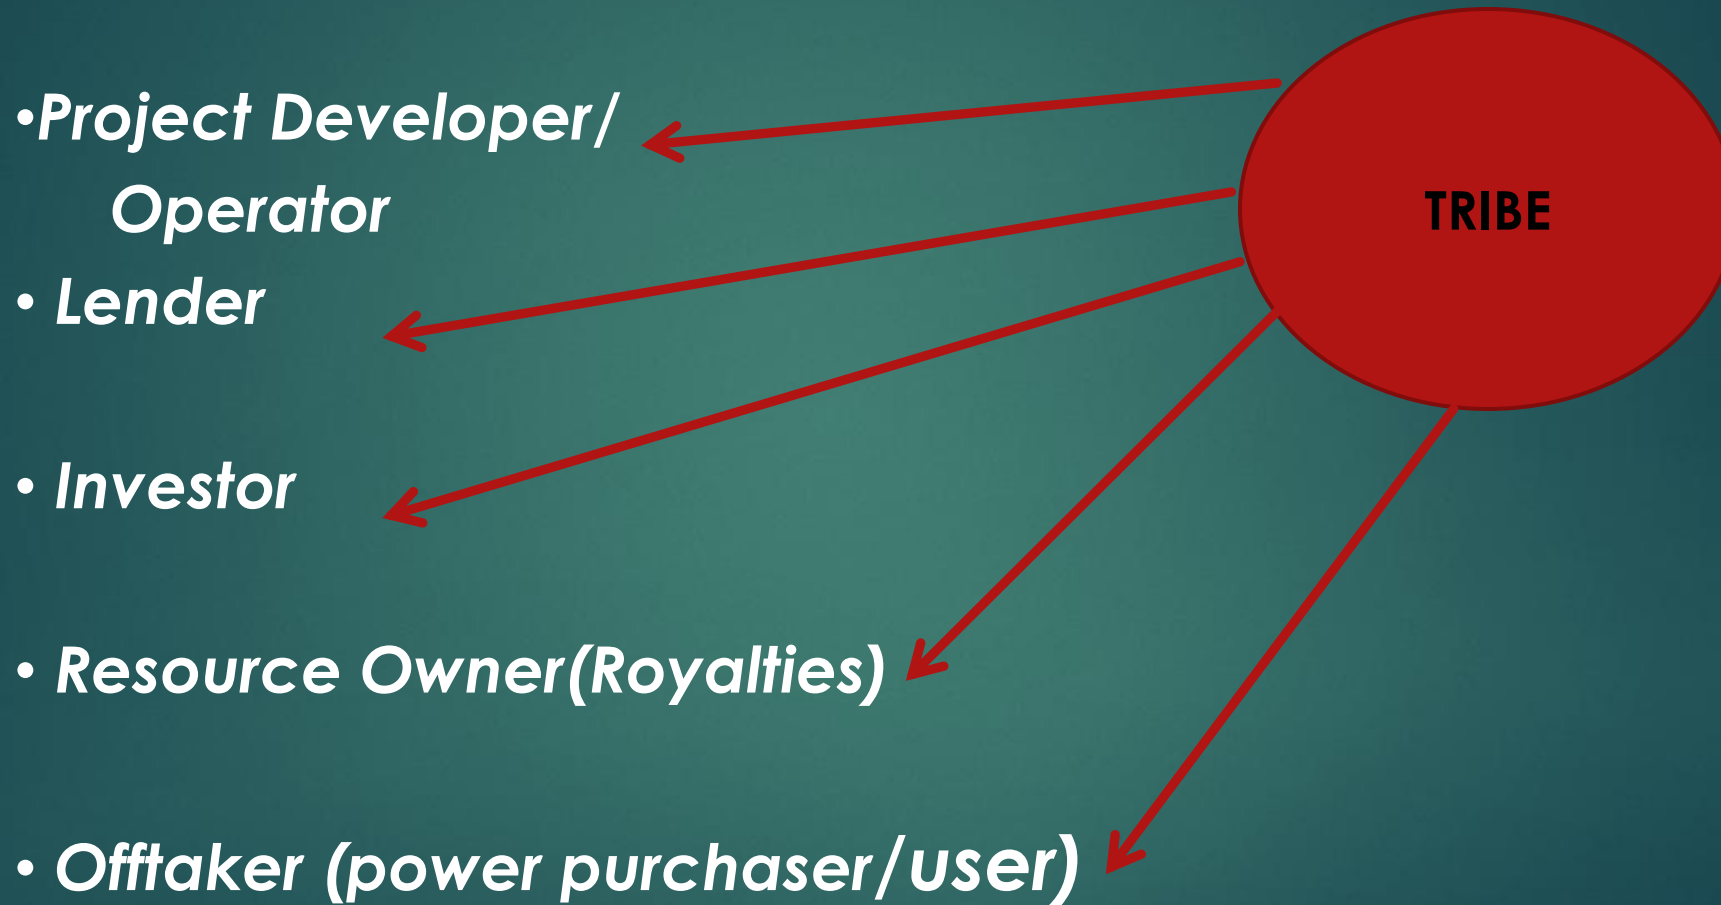 •Project Developer/
Operator
TRIBE
• Lender
• Investor
• Resource Owner(Royalties)
• Offtaker (power purchaser/user)